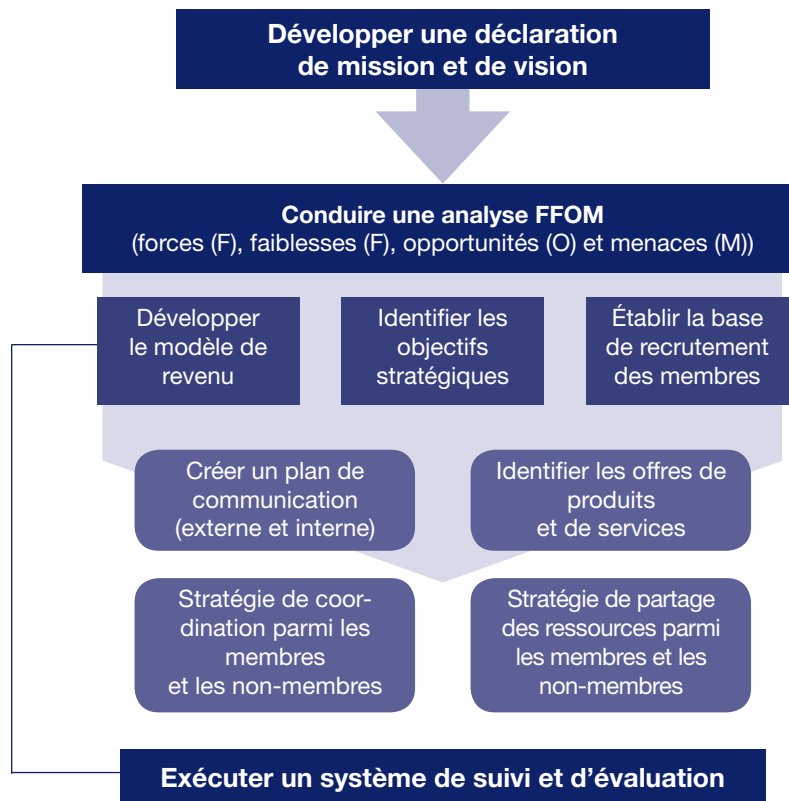 Développer une déclaration
de mission et de vision
Conduire une analyse FFOM
(forces (F), faiblesses (F), opportunités (O) et menaces (M))
Développer
le modèle de
revenu
Identifier les
objectifs
stratégiques
Établir la base
de recrutement
des membres
Créer un plan de
communication
(externe et interne)
Identifier les offres de
produits
et de services
Stratégie de coor-
dination parmi les
membres
et les non-membres
Stratégie de partage
des ressources parmi
les membres et les
non-membres
Exécuter un système de suivi et d’évaluation